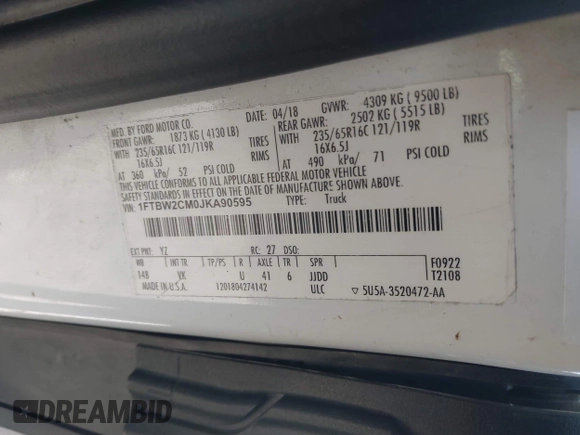 MFD. BY FORD MOTOR CO.
DATE: 04/18 GVWR: 4309 KG ( 9500 LB)
FRONT GAWR: 1873 KG ( 4130 LB) REAR GAWR: 2502 KG ( 5515 LB)
WITH 235/65R16C 121/119R TIRES WITH 235/65R16C 121/119R TIRES
16X6.5J RIMS 16X6.5J RIMS
AT 360 kPa/ 52 PSI COLD AT 490 kPa/ 71 PSI COLD
THIS VEHICLE CONFORMS TO ALL APPLICABLE FEDERAL MOTOR VEHICLE
SAFETY STANDARDS IN EFFECT ON THE DATE OF MANUFACTURE SHOWN ABOVE.
VIN: 1FTBW2CM0JKA90595 TYPE: Truck
EXT PNT: YZ RC: 27 DSO:
WB INT TR TP/PS R AXLE TR SPR F0922
148 VK U 41 6 JJDD T2108
MADE IN U.S.A. 1201804274142 ULC ▽ 5U5A-3520472-AA
DREAMBID